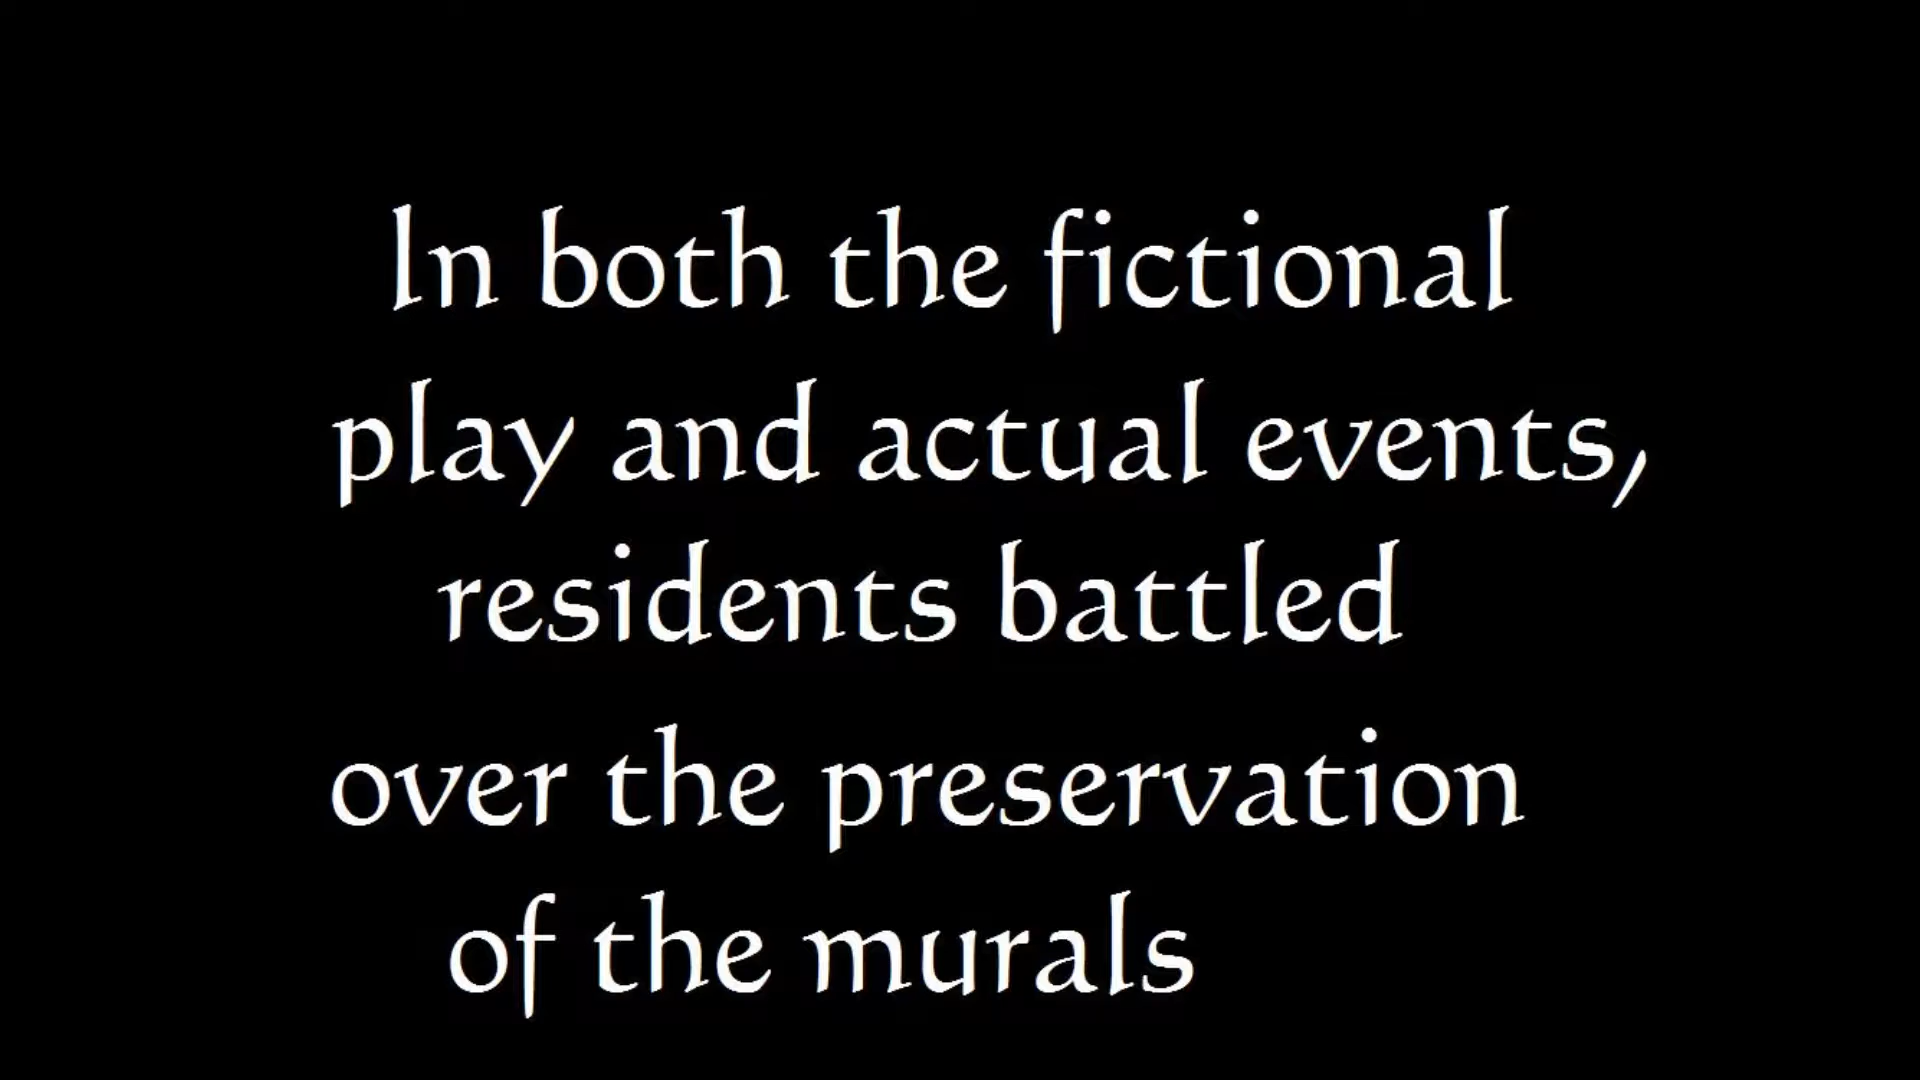 In both the fictional
play and actual events,
residents battled
over the preservation
of the murals